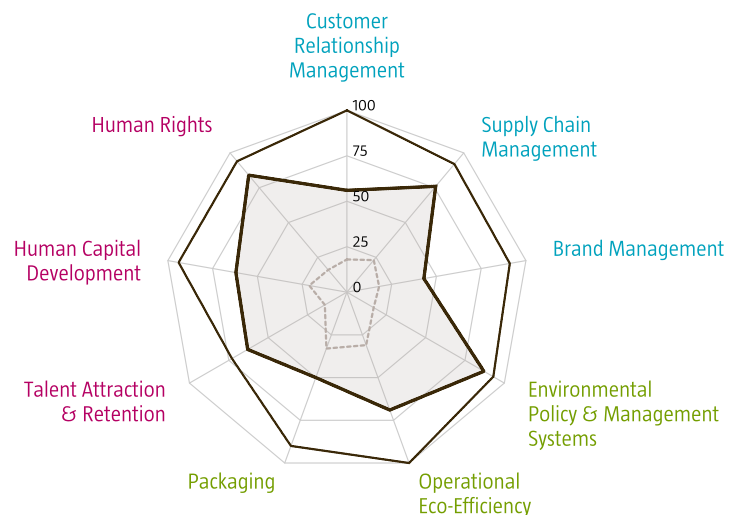 Customer
Relationship
Management
100
75
50
25
0
Supply Chain
Management
Brand Management
Environmental
Policy & Management
Systems
Operational
Eco-Efficiency
Packaging
Talent Attraction
& Retention
Human Capital
Development
Human Rights